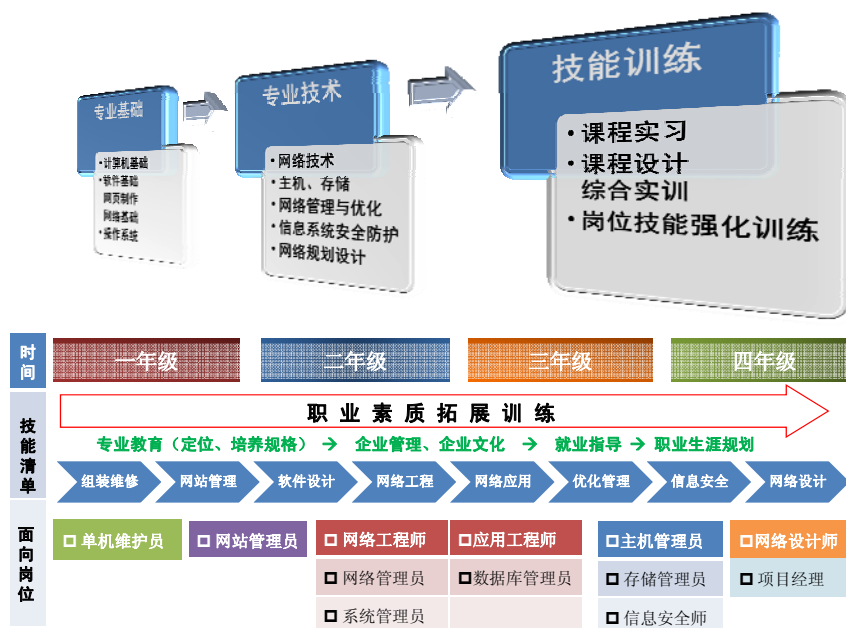 专业基础
•计算机基础
•软件基础
网页制作
网络基础
•操作系统
专业技术
•网络技术
•主机、存储
•网络管理与优化
•信息系统安全防护
•网络规划设计
技能训练
•课程实习
•课程设计
综合实训
•岗位技能强化训练
时间
一年级
二年级
三年级
四年级
技能清单
职业素质拓展训练
专业教育（定位、培养规格） → 企业管理、企业文化 → 就业指导 → 职业生涯规划
组装维修
网站管理
软件设计
网络工程
网络应用
优化管理
信息安全
网络设计
面向岗位
单机维护员
网站管理员
网络工程师
网络管理员
系统管理员
应用工程师
数据库管理员
主机管理员
存储管理员
信息安全师
网络设计师
项目经理